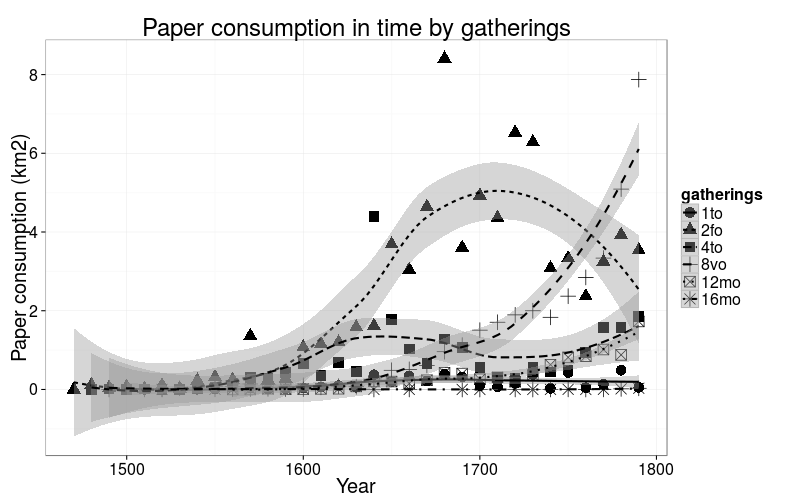 Paper consumption in time by gatherings
Paper consumption (km2)
8
6
4
2
0
1500
1600
1700
1800
Year
gatherings
1to
2fo
4to
8vo
12mo
16mo